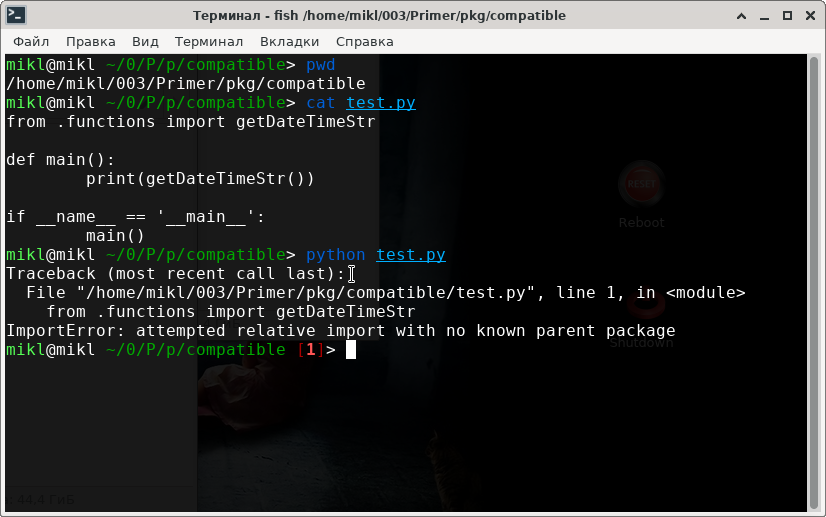 Терминал - fish /home/mikl/003/Primer/pkg/compatible
Файл Правка Вид Терминал Вкладки Справка
mikl@mikl ~/0/P/p/compatible> pwd
/home/mikl/003/Primer/pkg/compatible
mikl@mikl ~/0/P/p/compatible> cat test.py
from .functions import getDateTimeStr
def main():
        print(getDateTimeStr())
if __name__ == '__main__':
        main()
mikl@mikl ~/0/P/p/compatible> python test.py
Traceback (most recent call last):
  File "/home/mikl/003/Primer/pkg/compatible/test.py", line 1, in <module>
    from .functions import getDateTimeStr
ImportError: attempted relative import with no known parent package
mikl@mikl ~/0/P/p/compatible [1]>
RESET
Reboot
Shutdown
44.4 ГиБ